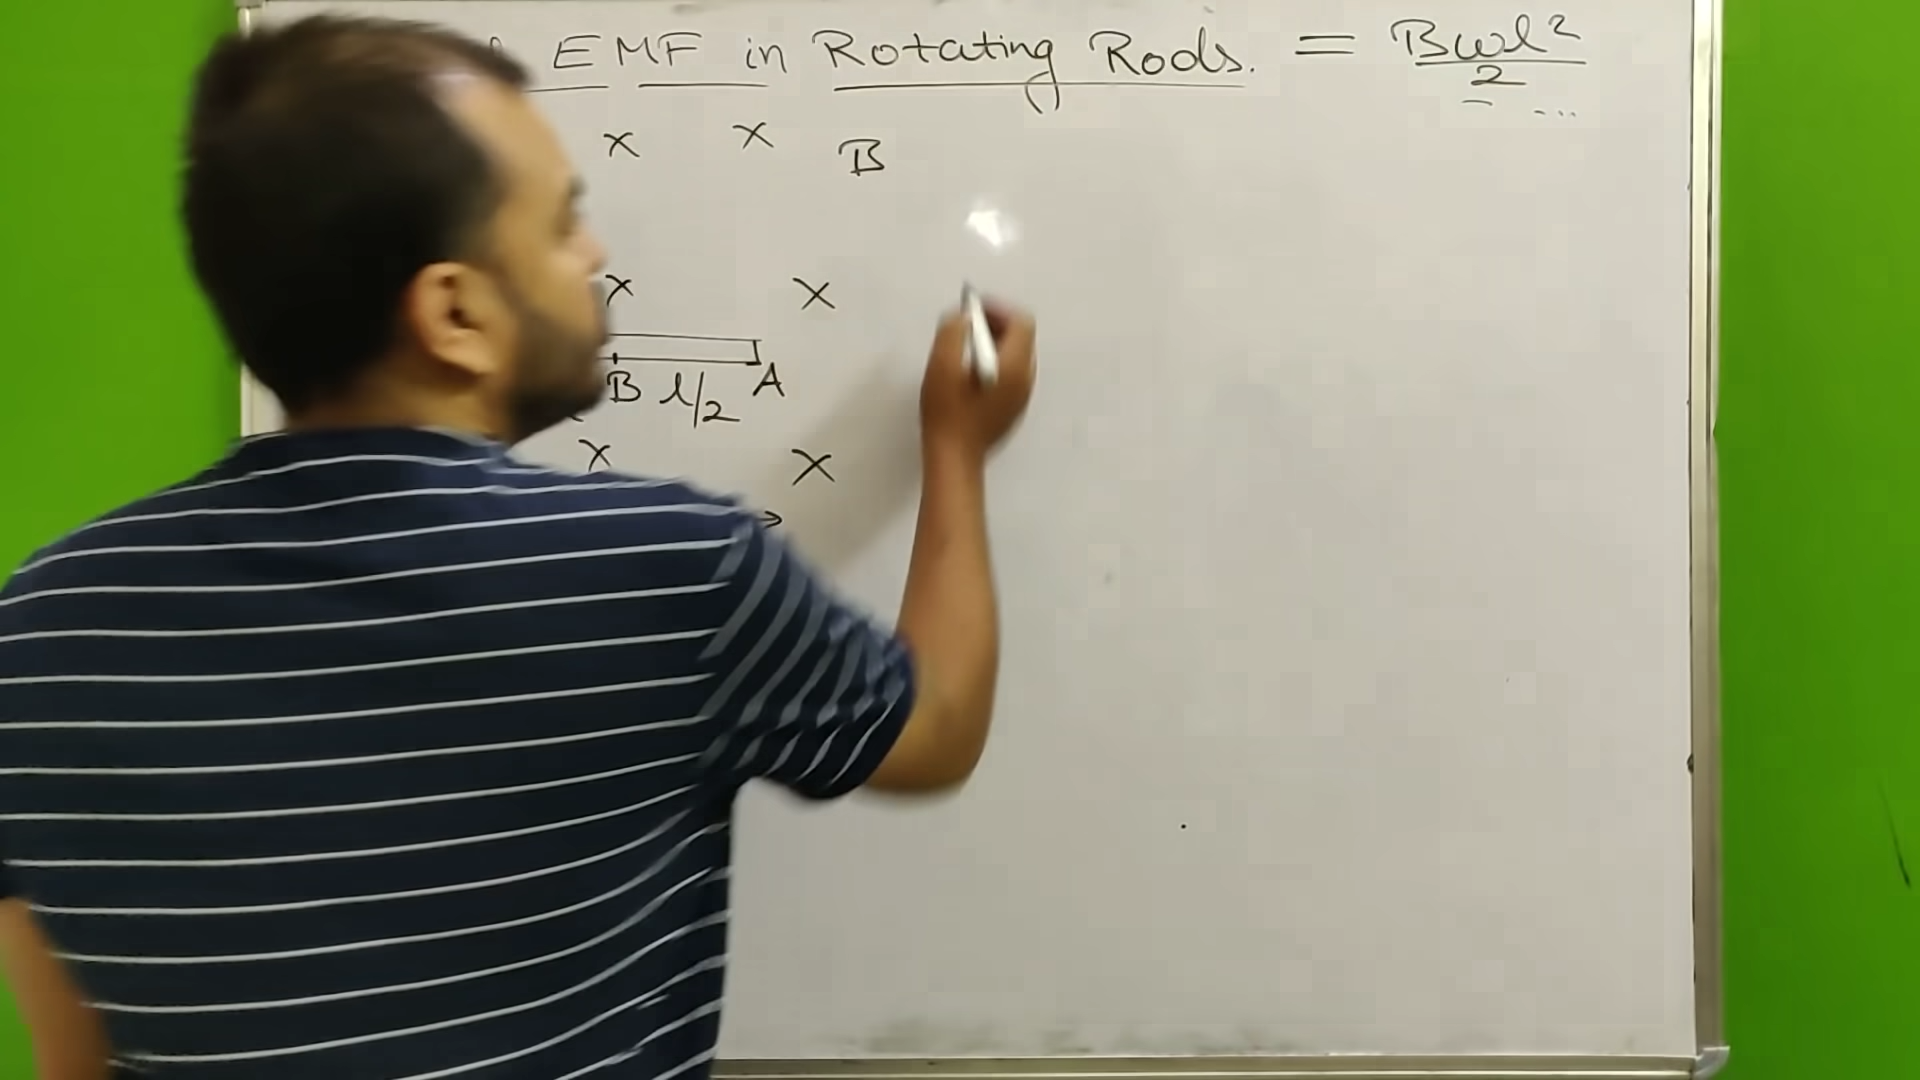 EMF in Rotating Rods. = Bωl²/2
x x B
x x
B l/2 A
x x
→